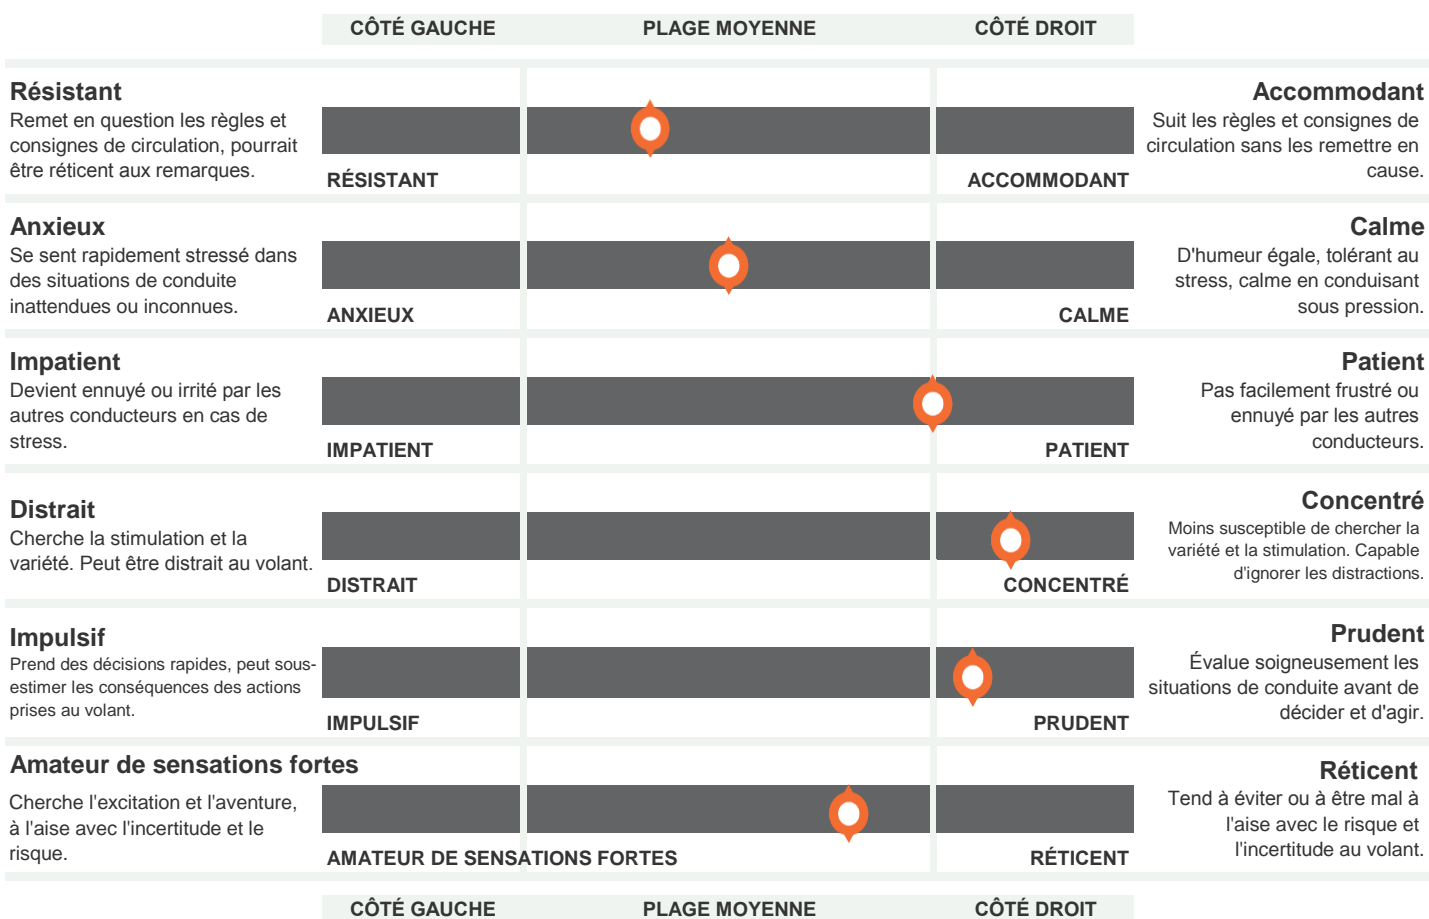 CÔTÉ GAUCHE PLAGE MOYENNE CÔTÉ DROIT
Résistant
Remet en question les règles et
consignes de circulation, pourrait
être réticent aux remarques.
RÉSISTANT
ACCOMMODANT
Accommodant
Suit les règles et consignes de
circulation sans les remettre en
cause.
Anxieux
Se sent rapidement stressé dans
des situations de conduite
inattendues ou inconnues.
ANXIEUX
CALME
Calme
D'humeur égale, tolérant au
stress, calme en conduisant
sous pression.
Impatient
Devient ennuyé ou irrité par les
autres conducteurs en cas de
stress.
IMPATIENT
PATIENT
Patient
Pas facilement frustré ou
ennuyé par les autres
conducteurs.
Distrait
Cherche la stimulation et la
variété. Peut être distrait au volant.
DISTRAIT
CONCENTRÉ
Concentré
Moins susceptible de chercher la
variété et la stimulation. Capable
d'ignorer les distractions.
Impulsif
Prend des décisions rapides, peut sous-
estimer les conséquences des actions
prises au volant.
IMPULSIF
PRUDENT
Prudent
Évalue soigneusement les
situations de conduite avant de
décider et d'agir.
Amateur de sensations fortes
Cherche l'excitation et l'aventure,
à l'aise avec l'incertitude et le
risque.
AMATEUR DE SENSATIONS FORTES
RÉTICENT
Réticent
Tend à éviter ou à être mal à
l'aise avec le risque et
l'incertitude au volant.
CÔTÉ GAUCHE PLAGE MOYENNE CÔTÉ DROIT